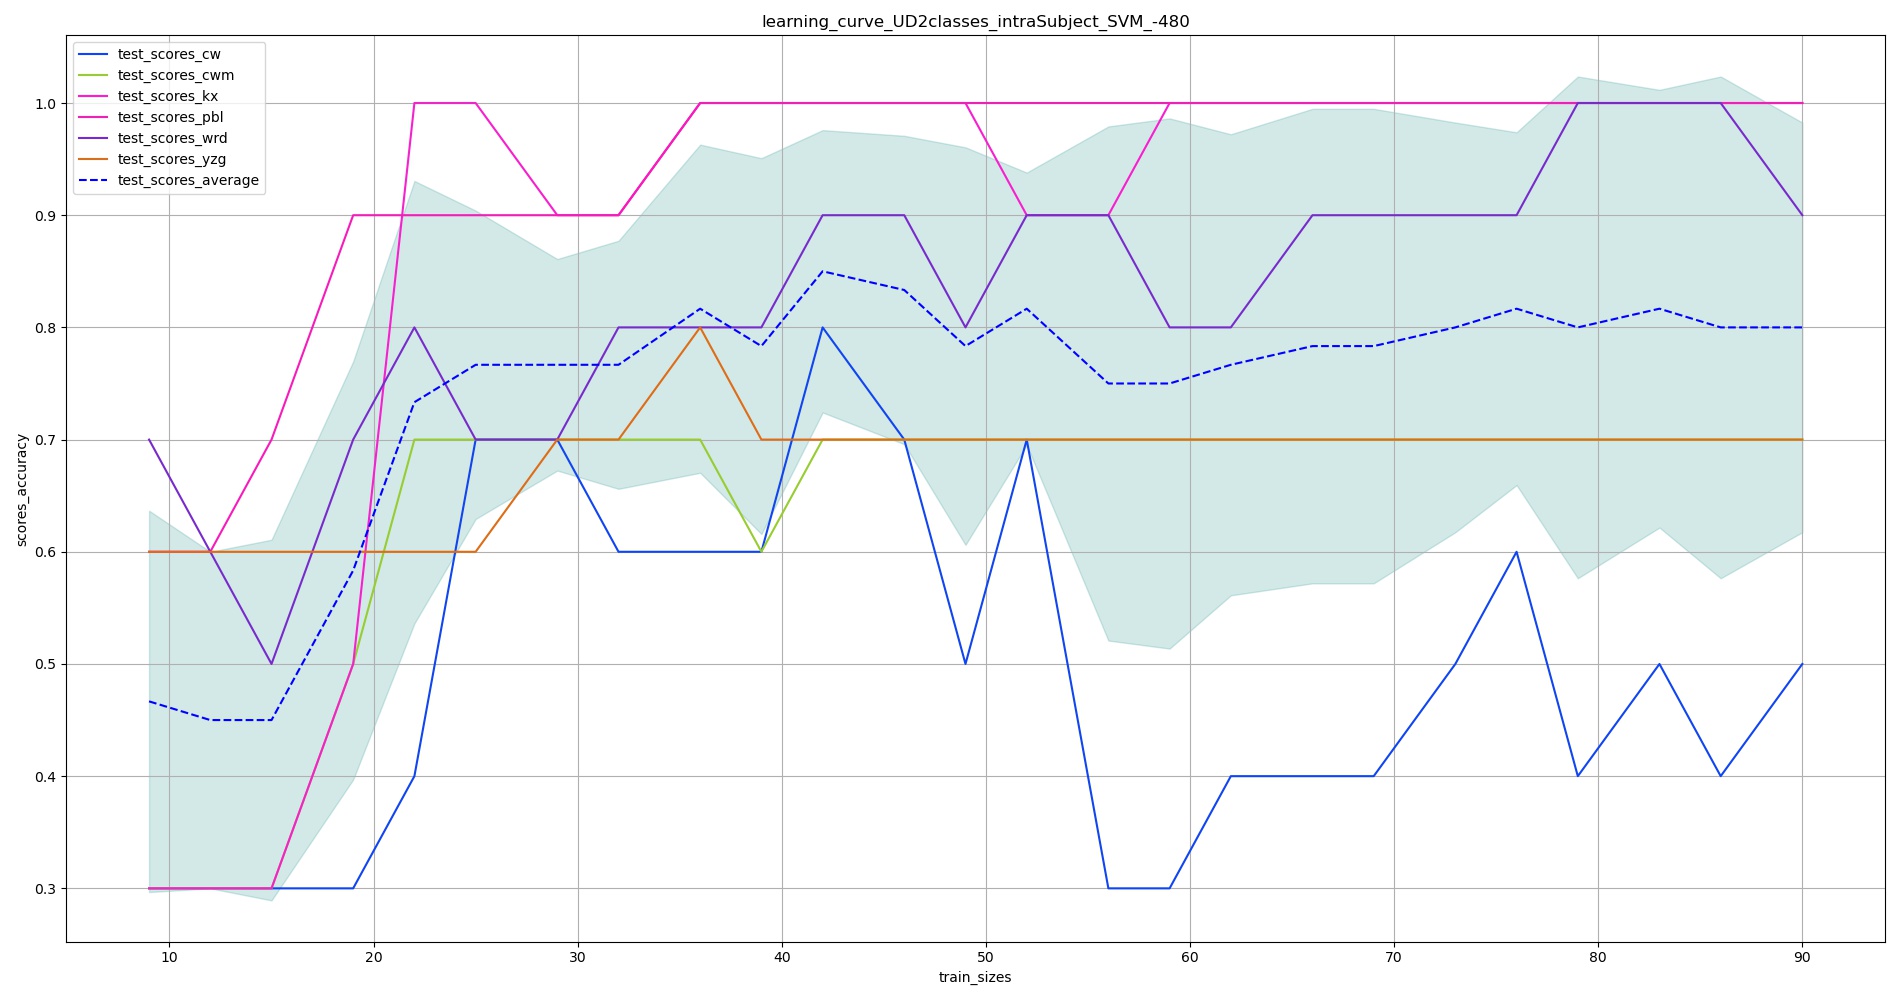 learning_curve_UD2classes_intraSubject_SVM_-480
test_scores_cw
test_scores_cwm
test_scores_kx
test_scores_pbl
test_scores_wrd
test_scores_yzg
test_scores_average
1.0
0.9
0.8
0.7
0.6
0.5
0.4
0.3
scores_accuracy
10 20 30 40 50 60 70 80 90
train_sizes